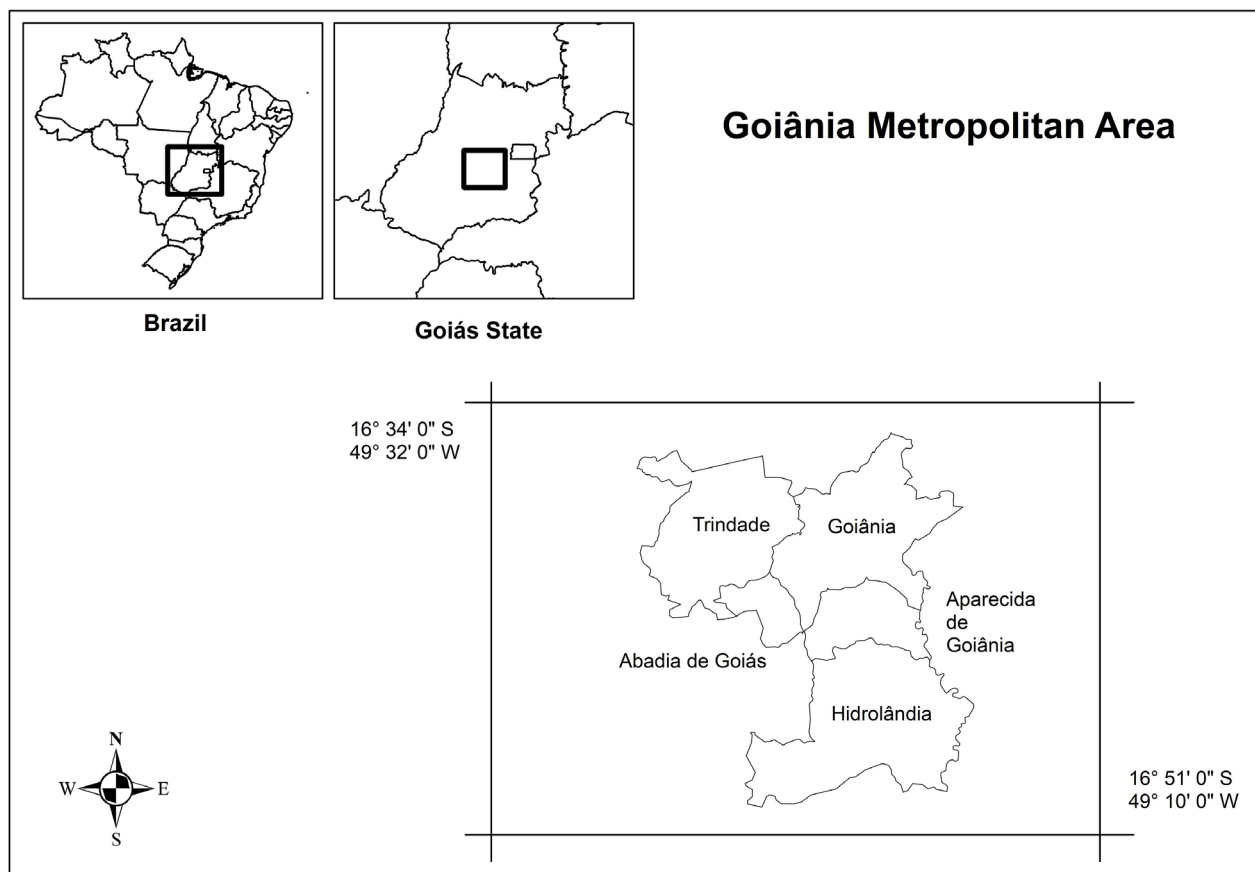 Goiânia Metropolitan Area
Brazil
Goiás State
16° 34' 0" S
49° 32' 0" W
Trindade
Goiânia
Aparecida
de
Goiânia
Abadia de Goiás
Hidrolândia
N
W
E
S
16° 51' 0" S
49° 10' 0" W